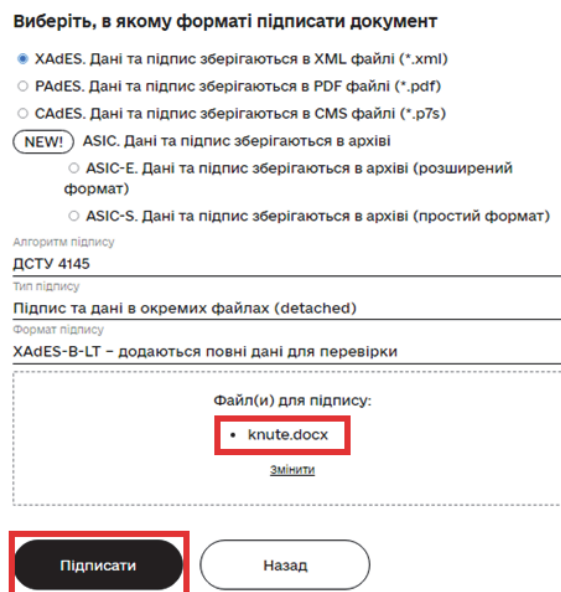 Виберіть, в якому форматі підписати документ
XAdES. Дані та підпис зберігаються в XML файлі (*.xml)
PAdES. Дані та підпис зберігаються в PDF файлі (*.pdf)
CAdES. Дані та підпис зберігаються в CMS файлі (*.p7s)
NEW! ASIC. Дані та підпис зберігаються в архіві
ASIC-E. Дані та підпис зберігаються в архіві (розширений
формат)
ASIC-S. Дані та підпис зберігаються в архіві (простий формат)
Алгоритм підпису
ДСТУ 4145
Тип підпису
Підпис та дані в окремих файлах (detached)
Формат підпису
XAdES-B-LT – додаються повні дані для перевірки
Файл(и) для підпису:
• knute.docx
Змінити
Підписати Назад